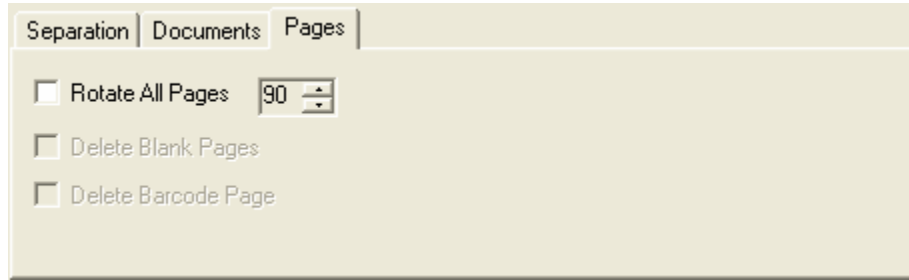 Separation Documents Pages
Rotate All Pages 90
Delete Blank Pages
Delete Barcode Page